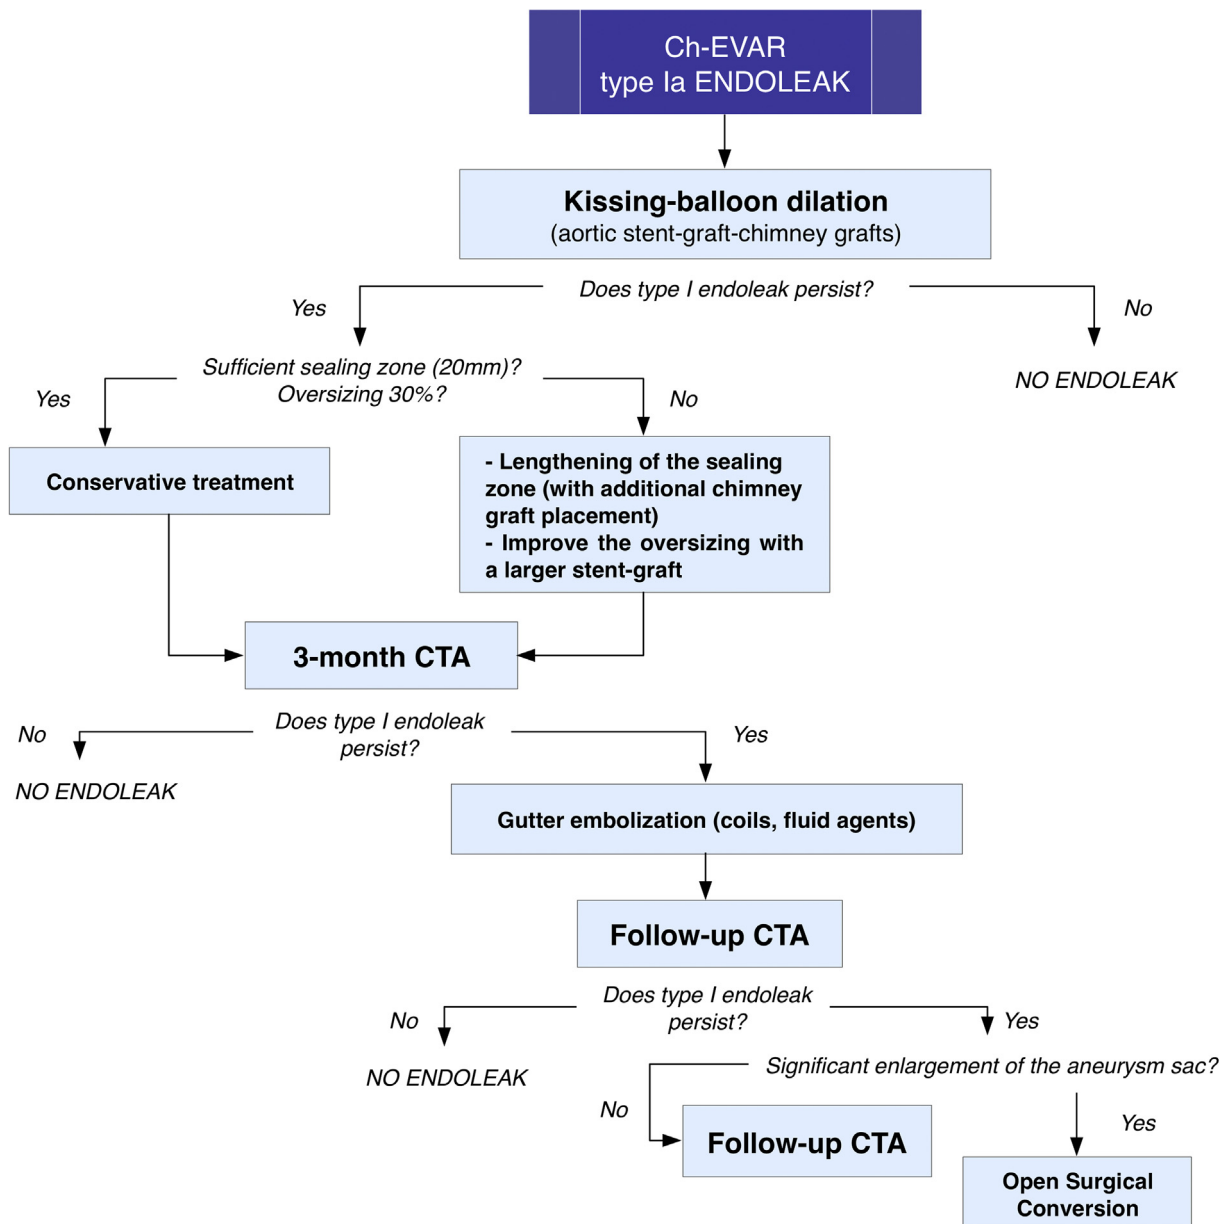 Ch-EVAR
type Ia ENDOLEAK
Kissing-balloon dilation
(aortic stent-graft-chimney grafts)
Does type I endoleak persist?
Yes
No
Sufficient sealing zone (20mm)?
Oversizing 30%?
NO ENDOLEAK
Yes
No
Conservative treatment
- Lengthening of the sealing
zone (with additional chimney
graft placement)
- Improve the oversizing with
a larger stent-graft
3-month CTA
Does type I endoleak
persist?
No
Yes
NO ENDOLEAK
Gutter embolization (coils, fluid agents)
Follow-up CTA
Does type I endoleak
persist?
No
Yes
NO ENDOLEAK
Significant enlargement of the aneurysm sac?
No
Yes
Follow-up CTA
Open Surgical
Conversion